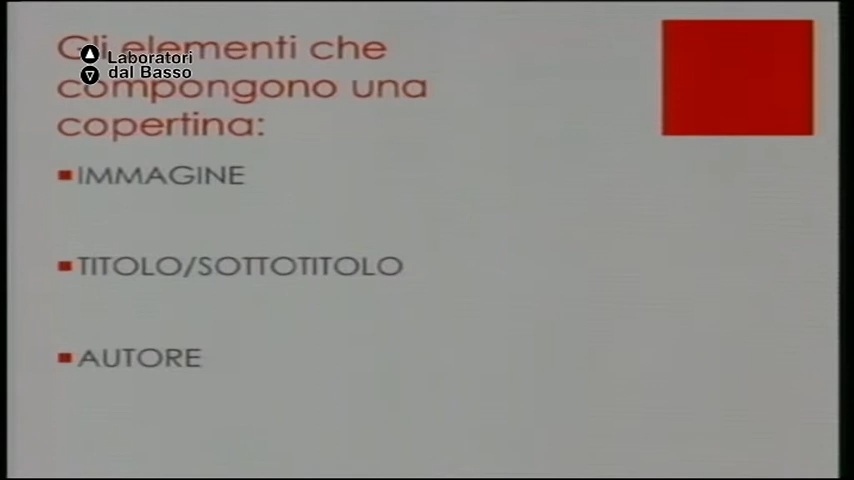 Gli elementi che
compongono una
copertina:
Laboratori
dal Basso
IMMAGINE
TITOLO/SOTTOTITOLO
AUTORE